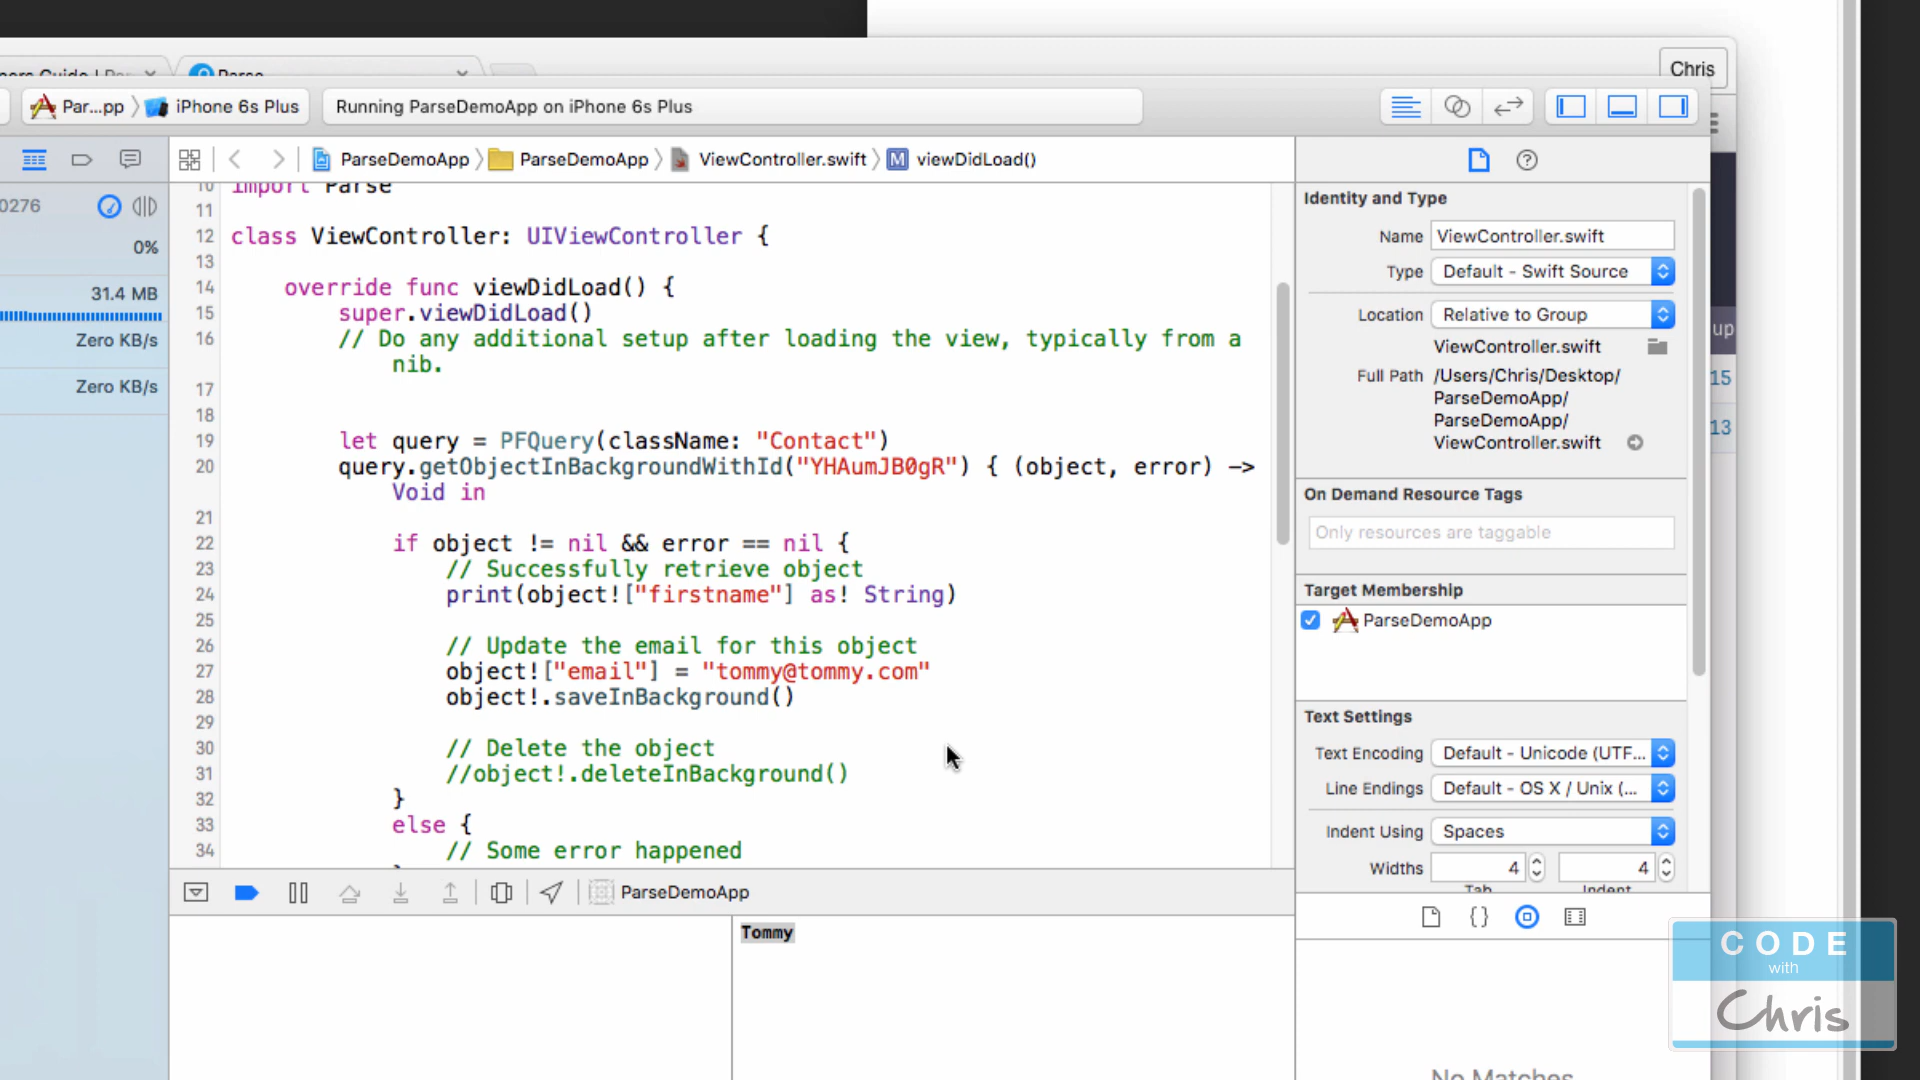 Parse
Chris
Par...pp
iPhone 6s Plus
Running ParseDemoApp on iPhone 6s Plus
ParseDemoApp
ParseDemoApp
ViewController.swift
M
viewDidLoad()
0276
0%
31.4 MB
Zero KB/s
Zero KB/s
10 import Parse
11
12 class ViewController: UIViewController {
13
14 override func viewDidLoad() {
15 super.viewDidLoad()
16 // Do any additional setup after loading the view, typically from a
nib.
17
18
19 let query = PFQuery(className: "Contact")
20 query.getObjectInBackgroundWithId("YHAumJB0gR") { (object, error) ->
Void in
21
22 if object != nil && error == nil {
23 // Successfully retrieve object
24 print(object!["firstname"] as! String)
25
26 // Update the email for this object
27 object!["email"] = "tommy@tommy.com"
28 object!.saveInBackground()
29
30 // Delete the object
31 //object!.deleteInBackground()
32 }
33 else {
34 // Some error happened
ParseDemoApp
Tommy
Identity and Type
Name ViewController.swift
Type Default - Swift Source
Location Relative to Group
ViewController.swift
Full Path /Users/Chris/Desktop/
ParseDemoApp/
ParseDemoApp/
ViewController.swift
On Demand Resource Tags
Only resources are taggable
Target Membership
ParseDemoApp
Text Settings
Text Encoding Default - Unicode (UTF...
Line Endings Default - OS X / Unix (...
Indent Using Spaces
Widths 4 4
Tab Indent
{}
No Matches
up
15
13
CODE
with
Chris